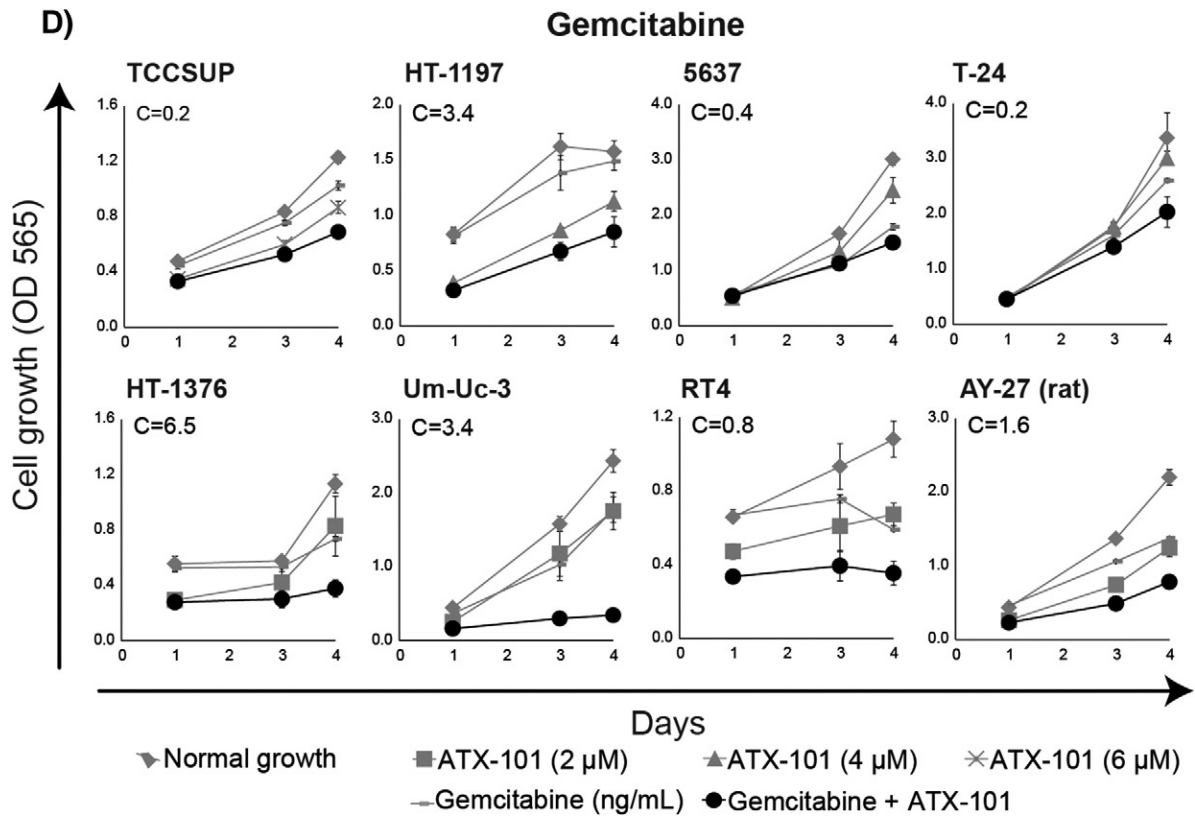 D)
Gemcitabine
Cell growth (OD 565)
TCCSUP
C=0.2
1.6
1.2
0.8
0.4
0.0
0 1 2 3 4
HT-1197
C=3.4
2.0
1.5
1.0
0.5
0.0
0 1 2 3 4
5637
C=0.4
4.0
3.0
2.0
1.0
0.0
0 1 2 3 4
T-24
C=0.2
4.0
3.0
2.0
1.0
0.0
0 1 2 3 4
HT-1376
C=6.5
1.6
1.2
0.8
0.4
0.0
0 1 2 3 4
Um-Uc-3
C=3.4
3.0
2.0
1.0
0.0
0 1 2 3 4
RT4
C=0.8
1.2
0.8
0.4
0.0
0 1 2 3 4
AY-27 (rat)
C=1.6
3.0
2.0
1.0
0.0
0 1 2 3 4
Days
Normal growth ATX-101 (2 μM) ATX-101 (4 μM) ATX-101 (6 μM)
Gemcitabine (ng/mL) Gemcitabine + ATX-101